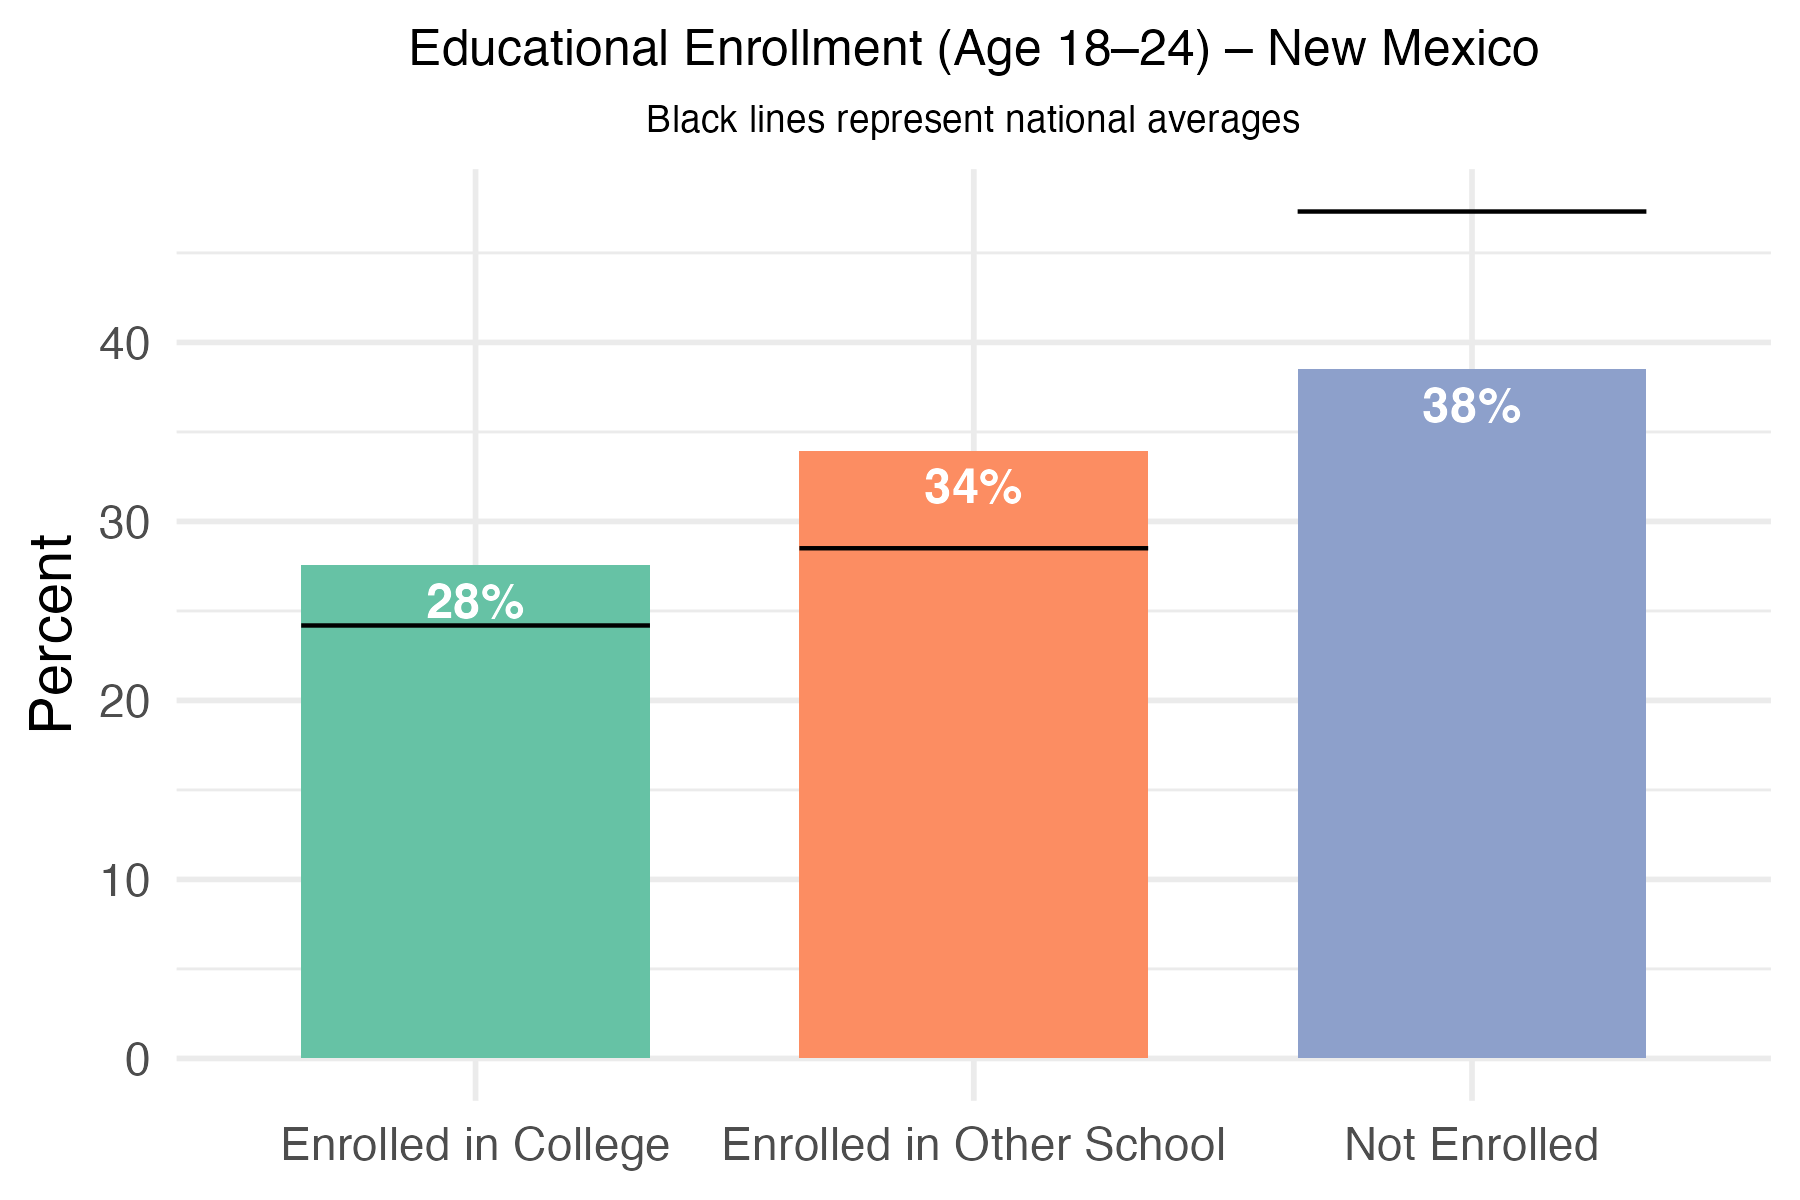 Educational Enrollment (Age 18–24) – New Mexico
Black lines represent national averages
Percent
40
30
20
10
0
28%
34%
38%
Enrolled in College
Enrolled in Other School
Not Enrolled